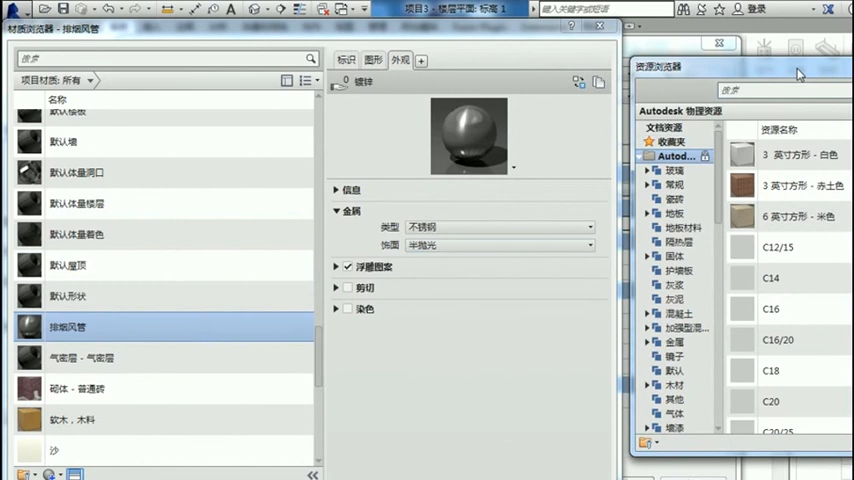 项目3 - 楼层平面: 标高 1
键入关键字或短语
登录
材质浏览器 - 排烟风管
搜索
项目材质: 所有
名称
默认楼板
默认墙
默认体量洞口
默认体量楼层
默认体量着色
默认屋顶
默认形状
排烟风管
气密层 - 气密层
砌体 - 普通砖
软木，木料
沙
标识
图形
外观
0
镀锌
信息
金属
类型 不锈钢
饰面 半抛光
浮雕图案
剪切
染色
资源浏览器
搜索
Autodesk 物理资源
文档资源
收藏夹
Autod...
玻璃
常规
瓷砖
地板
地板材料
隔热层
固体
护墙板
灰浆
灰泥
混凝土
加强型混...
金属
镜子
默认
木材
其他
气体
墙漆
资源名称
3 英寸方形 - 白色
3 英寸方形 - 赤土色
6 英寸方形 - 米色
C12/15
C14
C16
C16/20
C18
C20
C20/25